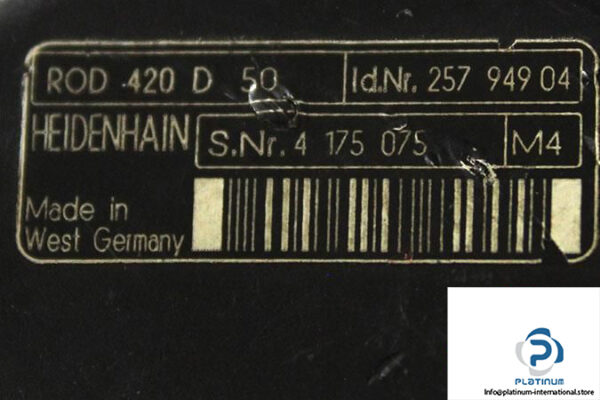 ROD 420 D 50 Id.Nr. 257 949 04
HEIDENHAIN S.Nr. 4 175 075 M4
Made in
West Germany
PLATINUM
Info@platinum-international.store